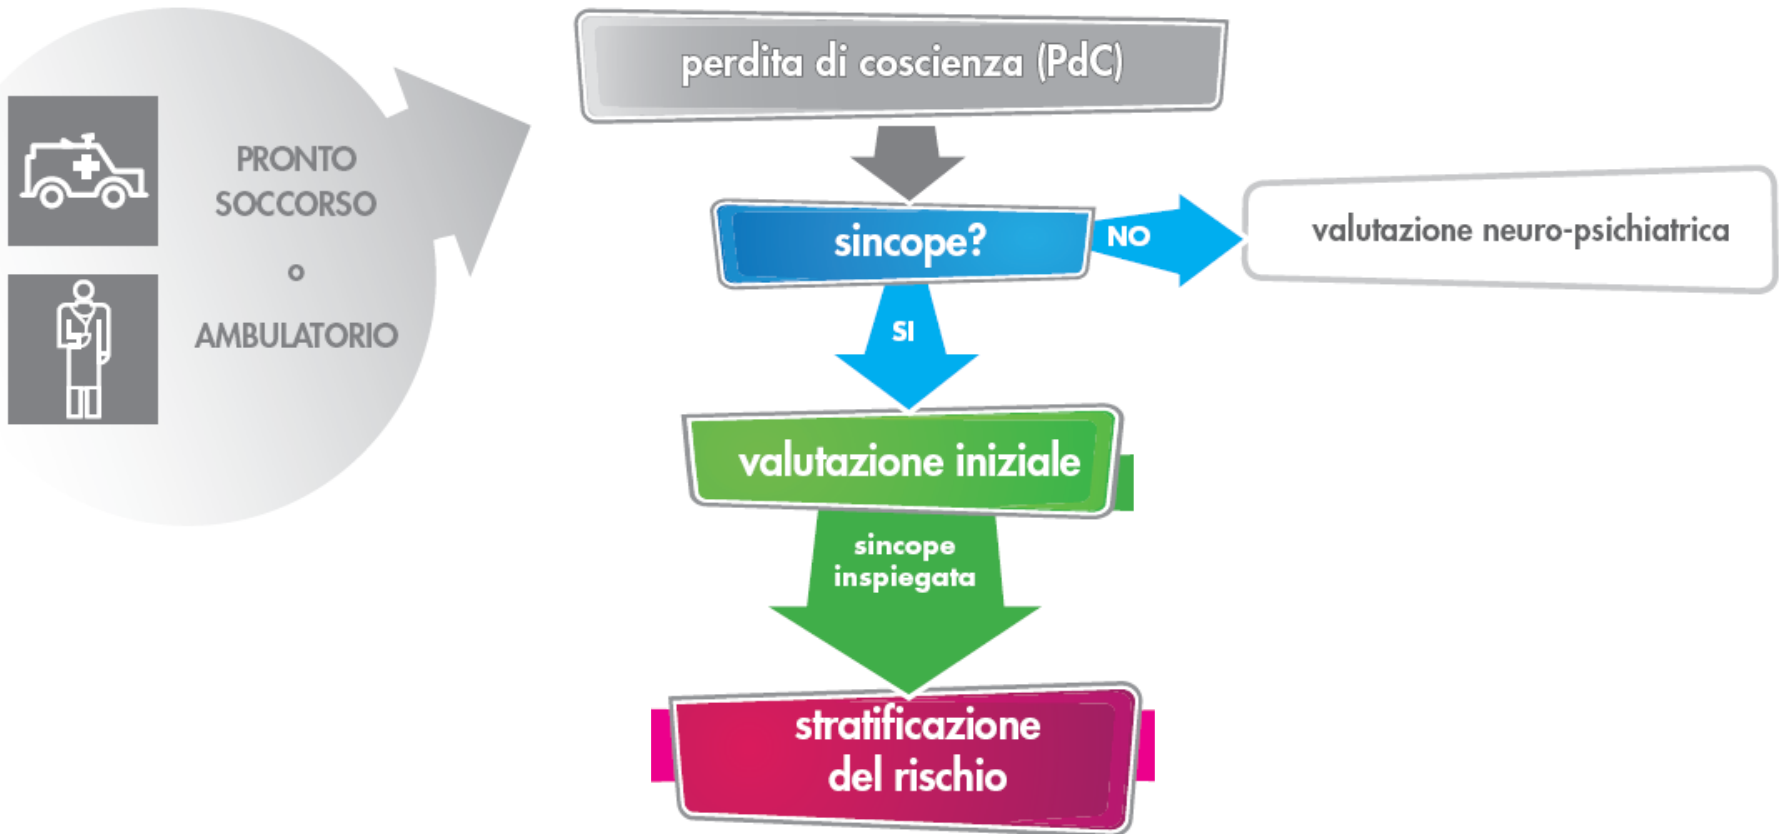 PRONTO
SOCCORSO
o
AMBULATORIO
perdita di coscienza (PdC)
sincope?
NO
valutazione neuro-psichiatrica
SI
valutazione iniziale
sincope
inspiegata
stratificazione
del rischio